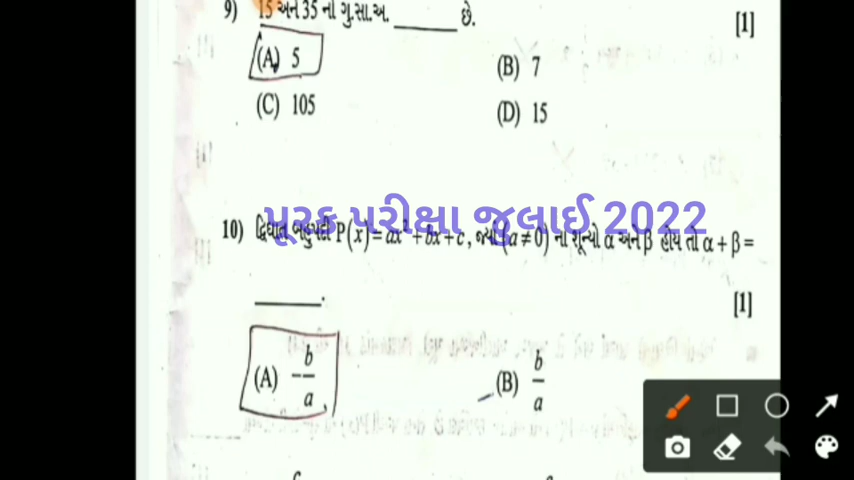 9) 15 અને 35 નો ગુ.સા.અ. ______ છે. [1]
(A) 5 (B) 7
(C) 105 (D) 15
પૂરક પરીક્ષા જુલાઈ 2022
10) દ્વિઘાત બહુપદી P(x) = ax² + bx + c, જ્યાં (a ≠ 0) ના શૂન્યો α અને β હોય તો α + β =
______. [1]
(A) -b/a (B) b/a